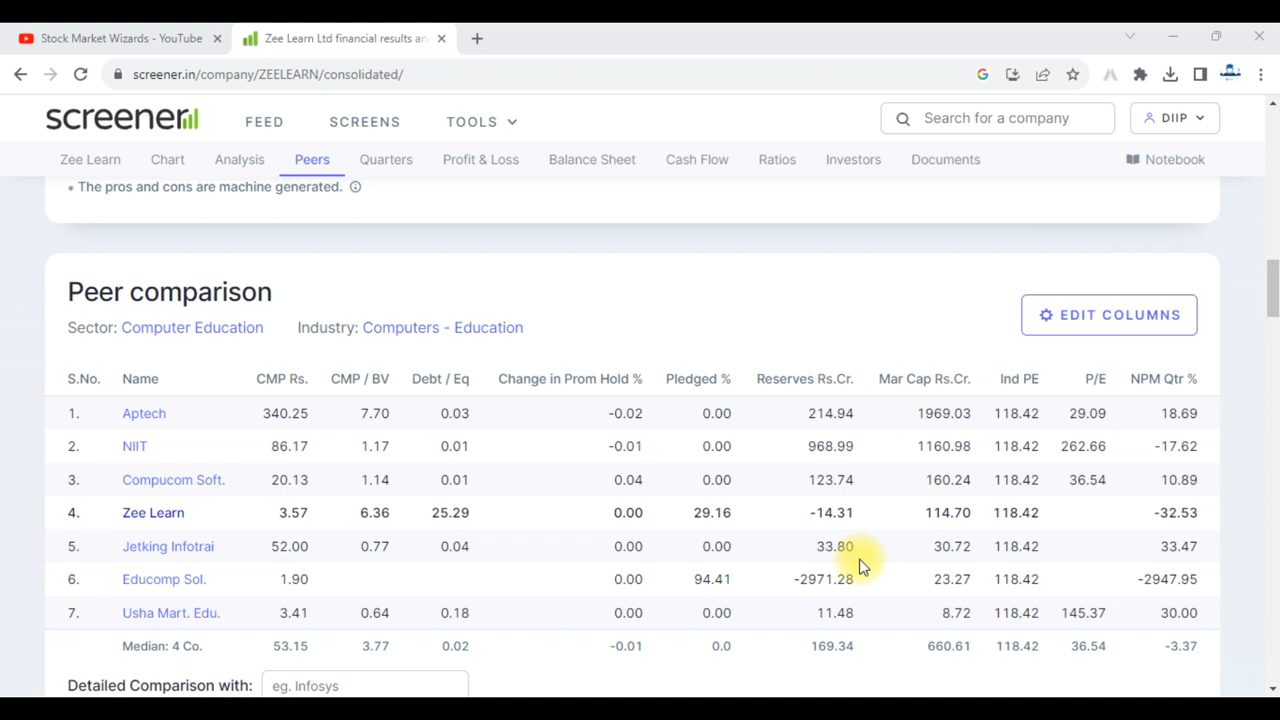 Stock Market Wizards - YouTube
Zee Learn Ltd financial results an
screener.in/company/ZEELEARN/consolidated/
screener
FEED SCREENS TOOLS
Search for a company
DIIP
Zee Learn Chart Analysis Peers Quarters Profit & Loss Balance Sheet Cash Flow Ratios Investors Documents Notebook
* The pros and cons are machine generated.
Peer comparison
Sector: Computer Education Industry: Computers - Education
EDIT COLUMNS
S.No. Name CMP Rs. CMP / BV Debt / Eq Change in Prom Hold % Pledged % Reserves Rs.Cr. Mar Cap Rs.Cr. Ind PE P/E NPM Qtr %
1. Aptech 340.25 7.70 0.03 -0.02 0.00 214.94 1969.03 118.42 29.09 18.69
2. NIIT 86.17 1.17 0.01 -0.01 0.00 968.99 1160.98 118.42 262.66 -17.62
3. Compucom Soft. 20.13 1.14 0.01 0.04 0.00 123.74 160.24 118.42 36.54 10.89
4. Zee Learn 3.57 6.36 25.29 0.00 29.16 -14.31 114.70 118.42 -32.53
5. Jetking Infotrai 52.00 0.77 0.04 0.00 0.00 33.80 30.72 118.42 33.47
6. Educomp Sol. 1.90 0.00 94.41 -2971.28 23.27 118.42 -2947.95
7. Usha Mart. Edu. 3.41 0.64 0.18 0.00 0.00 11.48 8.72 118.42 145.37 30.00
Median: 4 Co. 53.15 3.77 0.02 -0.01 0.0 169.34 660.61 118.42 36.54 -3.37
Detailed Comparison with: eg. Infosys